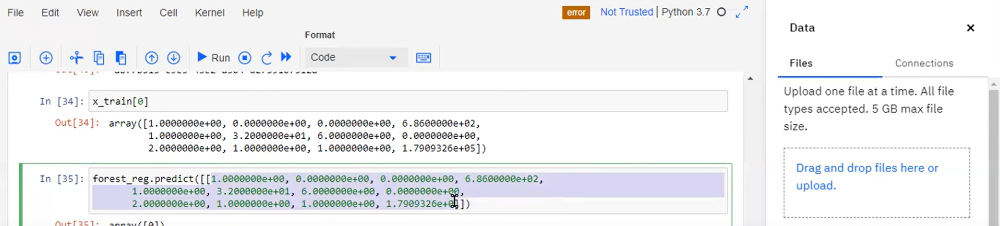 File Edit View Insert Cell Kernel Help
error Not Trusted | Python 3.7
Format
Run Code
In [34]: x_train[0]
Out[34]: array([1.0000000e+00, 0.0000000e+00, 0.0000000e+00, 6.8600000e+02,
1.0000000e+00, 3.2000000e+01, 6.0000000e+00, 0.0000000e+00,
2.0000000e+00, 1.0000000e+00, 1.0000000e+00, 1.7909326e+05])
In [35]: forest_reg.predict([[1.0000000e+00, 0.0000000e+00, 0.0000000e+00, 6.8600000e+02,
1.0000000e+00, 3.2000000e+01, 6.0000000e+00, 0.0000000e+00,
2.0000000e+00, 1.0000000e+00, 1.0000000e+00,
Out[35]: array([0])
Data
Files Connections
Upload one file at a time. All file
types accepted. 5 GB max file
size.
Drag and drop files here or
upload.